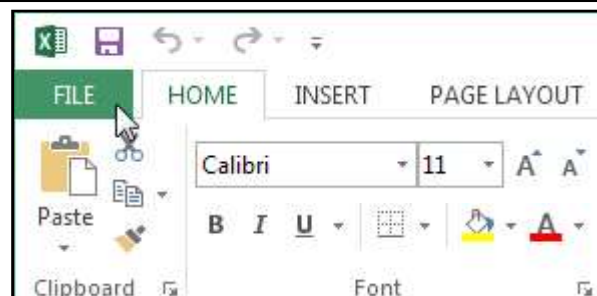 FILE HOME INSERT PAGE LAYOUT
Calibri 11 A A
Paste B I U A
Clipboard Font